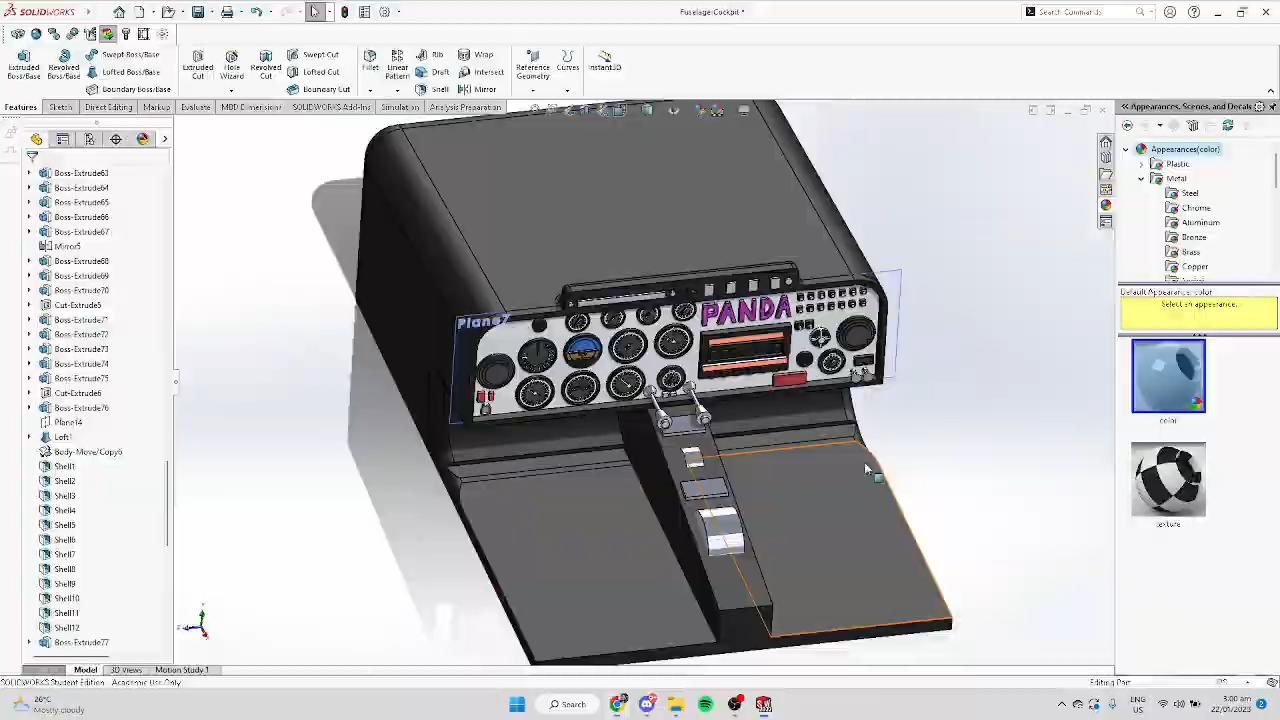 SOLIDWORKS
FuselageCockpit *
Search Commands
Extruded Boss/Base
Revolved Boss/Base
Swept Boss/Base
Lofted Boss/Base
Boundary Boss/Base
Extruded Cut
Hole Wizard
Revolved Cut
Swept Cut
Lofted Cut
Boundary Cut
Fillet
Linear Pattern
Rib
Draft
Shell
Wrap
Intersect
Mirror
Reference Geometry
Curves
Instant3D
Features
Sketch
Direct Editing
Markup
Evaluate
MBD Dimensions
SOLIDWORKS Add-Ins
Simulation
Analysis Preparation
Boss-Extrude63
Boss-Extrude64
Boss-Extrude65
Boss-Extrude66
Boss-Extrude67
Mirror5
Boss-Extrude68
Boss-Extrude69
Boss-Extrude70
Cut-Extrude5
Boss-Extrude71
Boss-Extrude72
Boss-Extrude73
Boss-Extrude74
Boss-Extrude75
Cut-Extrude6
Boss-Extrude76
Plane14
Loft1
Body-Move/Copy6
Shell1
Shell2
Shell3
Shell4
Shell5
Shell6
Shell7
Shell8
Shell9
Shell10
Shell11
Shell12
Boss-Extrude77
Plane7
PANDA
Appearances, Scenes, and Decals
Appearances(color)
Plastic
Metal
Steel
Chrome
Aluminum
Bronze
Brass
Copper
Default Appearance: color
Select an appearance...
color
texture
Model
3D Views
Motion Study 1
SOLIDWORKS Student Edition - Academic Use Only
Editing Part
26°C
Mostly cloudy
Search
ENG
US
3:00 am
22/01/2023